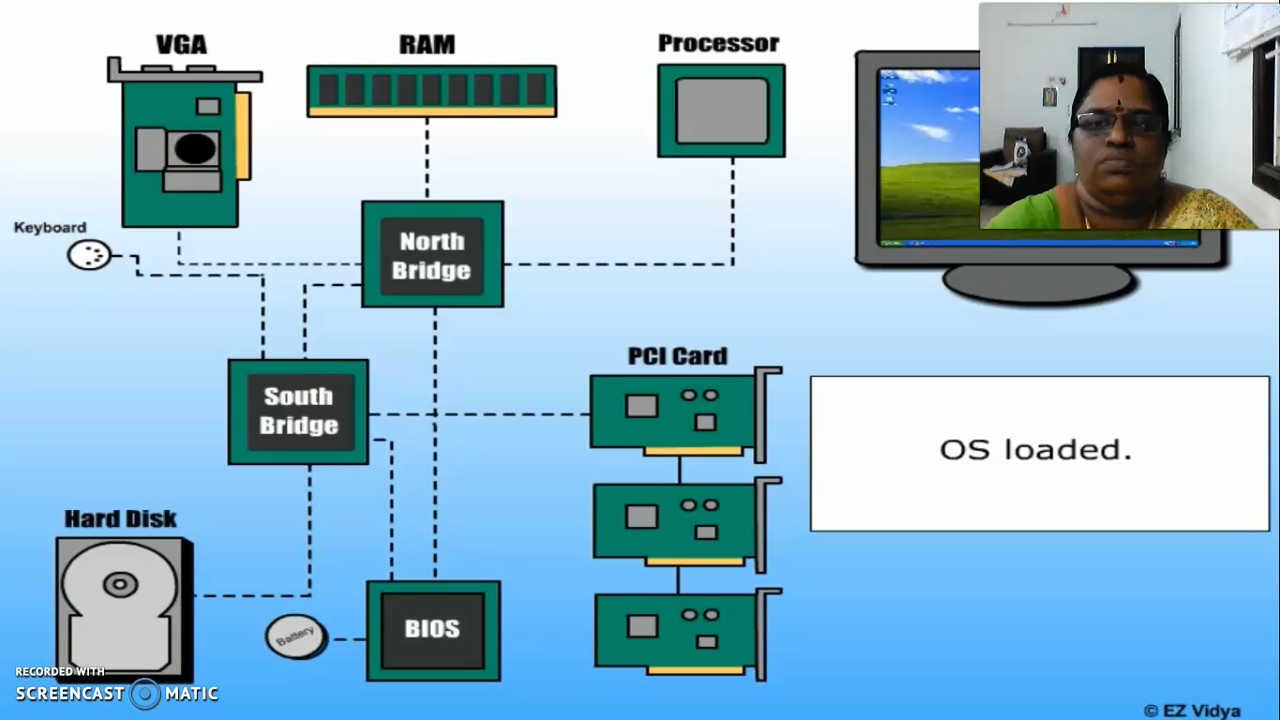 VGA
RAM
Processor
Keyboard
North
Bridge
PCI Card
South
Bridge
OS loaded.
Hard Disk
Battery
BIOS
RECORDED WITH
SCREENCAST MATIC
© EZ Vidya